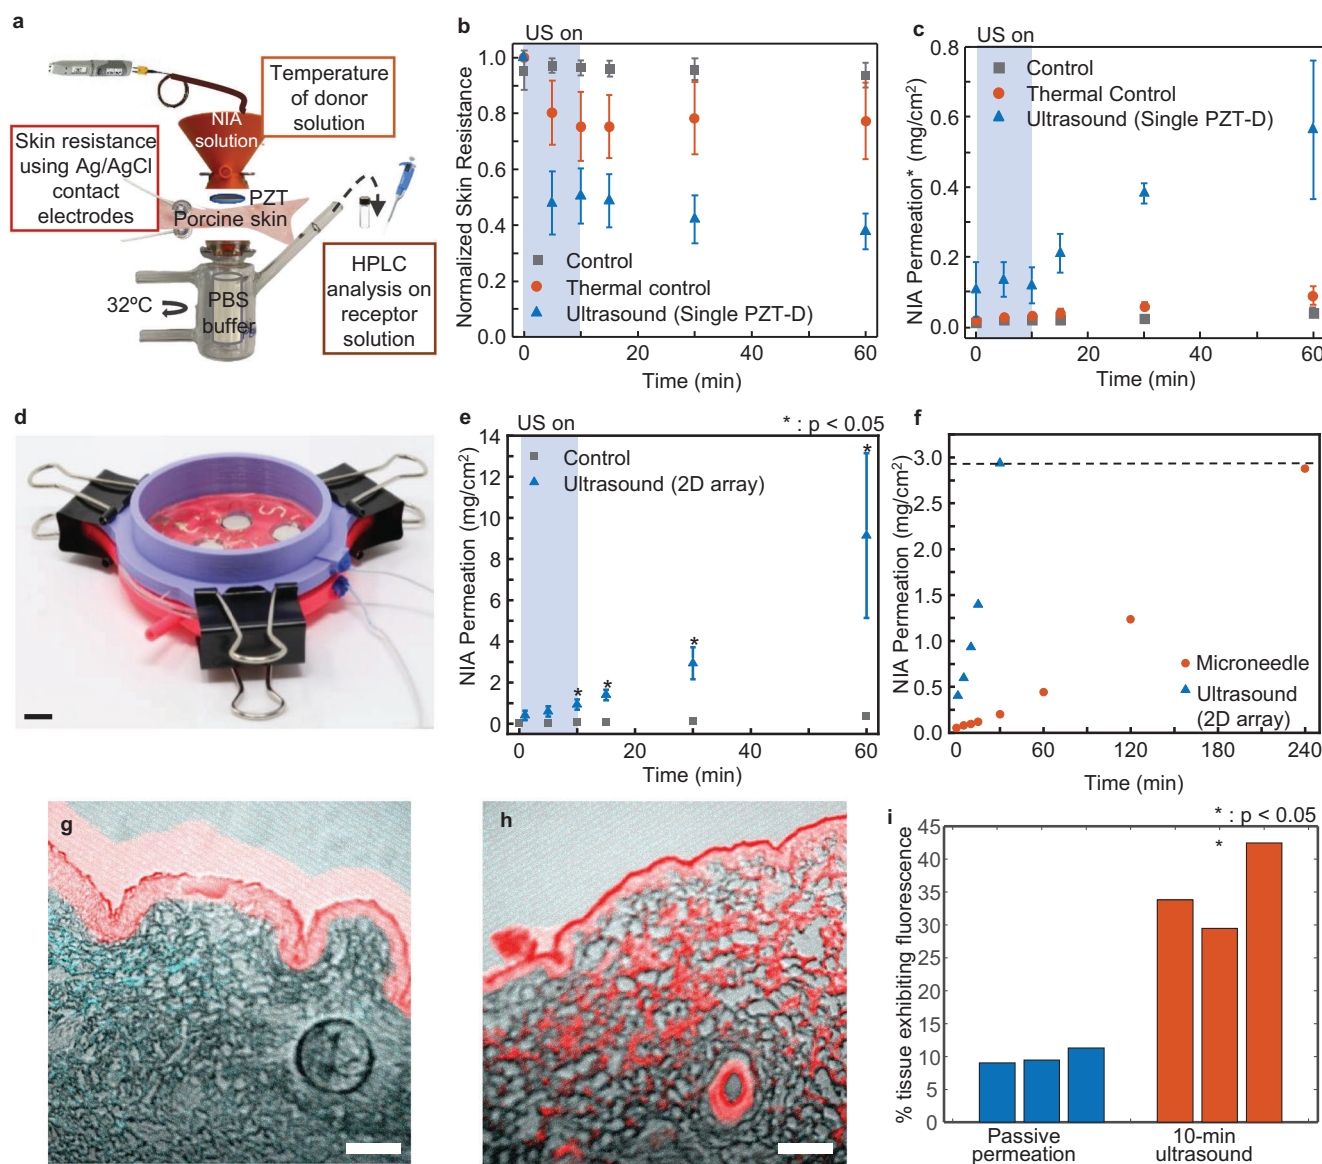 a
Temperature
of donor
solution
NIA
solution
Skin resistance
using Ag/AgCl
contact
electrodes
PZT
Porcine skin
32ºC
PBS
buffer
HPLC
analysis on
receptor
solution
b
US on
Normalized Skin Resistance
1.0
0.8
0.6
0.4
0.2
0.0
Control
Thermal control
Ultrasound (Single PZT-D)
0
20
40
60
Time (min)
c
US on
NIA Permeation* (mg/cm2)
0.8
0.6
0.4
0.2
0.0
Control
Thermal Control
Ultrasound (Single PZT-D)
0
20
40
60
Time (min)
d
e
US on
* : p < 0.05
NIA Permeation (mg/cm2)
14
12
10
8
6
4
2
0
Control
Ultrasound (2D array)
*
*
*
*
0
20
40
60
Time (min)
f
NIA Permeation (mg/cm2)
3.0
2.5
2.0
1.5
1.0
0.5
0.0
Microneedle
Ultrasound
(2D array)
0
60
120
180
240
Time (min)
g
h
i
* : p < 0.05
% tissue exhibiting fluorescence
45
40
35
30
25
20
15
10
5
0
*
Passive
permeation
10-min
ultrasound